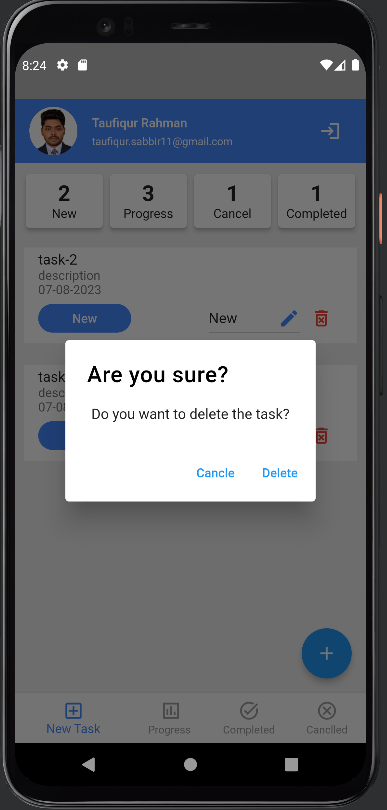 8:24
Taufiqur Rahman
taufiqur.sabbir11@gmail.com
2
New
3
Progress
1
Cancel
1
Completed
task-2
description
07-08-2023
New
New
task
desc
07-0
Are you sure?
Do you want to delete the task?
Cancle
Delete
New Task
Progress
Completed
Canclled